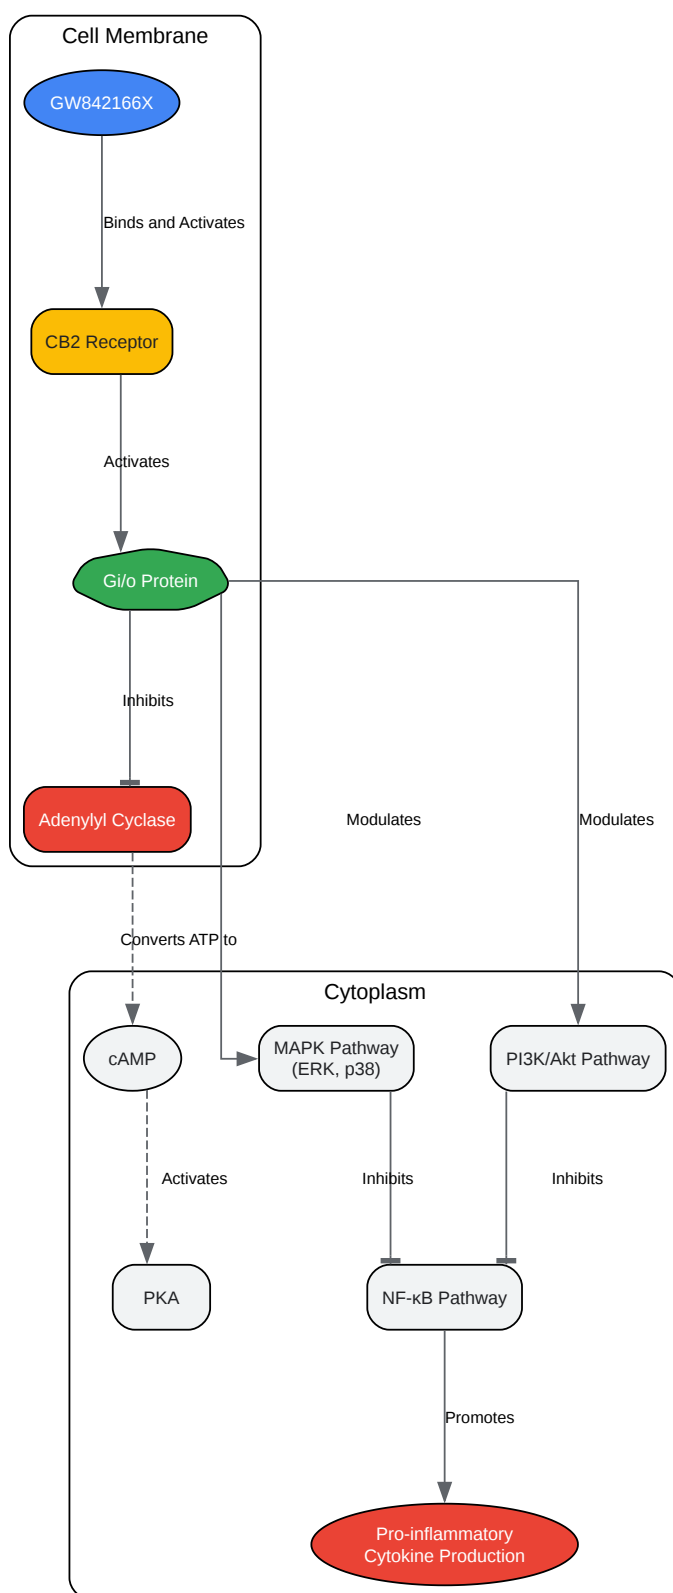 Cell Membrane
GW842166X
Binds and Activates
CB2 Receptor
Activates
Gi/o Protein
Inhibits
Adenylyl Cyclase
Modulates
Modulates
Converts ATP to
Cytoplasm
cAMP
MAPK Pathway
(ERK, p38)
PI3K/Akt Pathway
Activates
Inhibits
Inhibits
PKA
NF-κB Pathway
Promotes
Pro-inflammatory
Cytokine Production